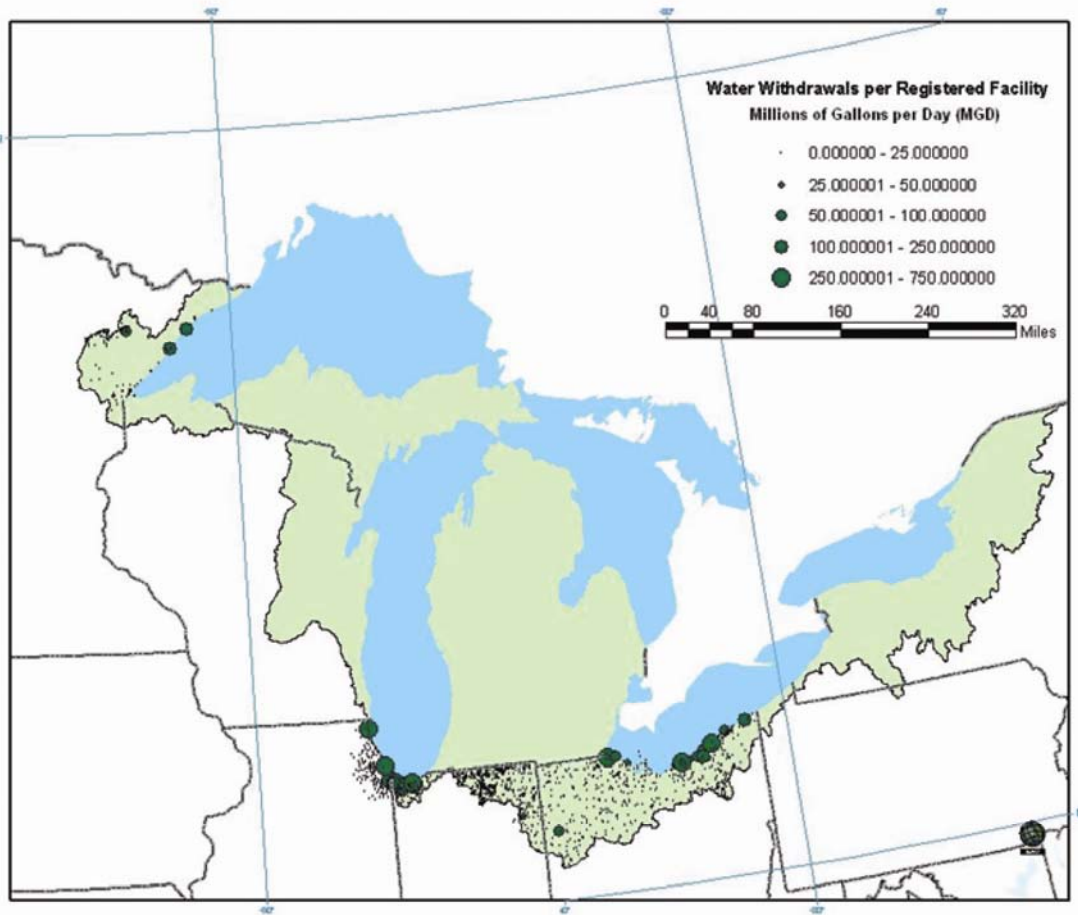 Water Withdrawals per Registered Facility
Millions of Gallons per Day (MGD)
0.000000 - 25.000000
25.000001 - 50.000000
50.000001 - 100.000000
100.000001 - 250.000000
250.000001 - 750.000000
0 40 80 160 240 320
Miles